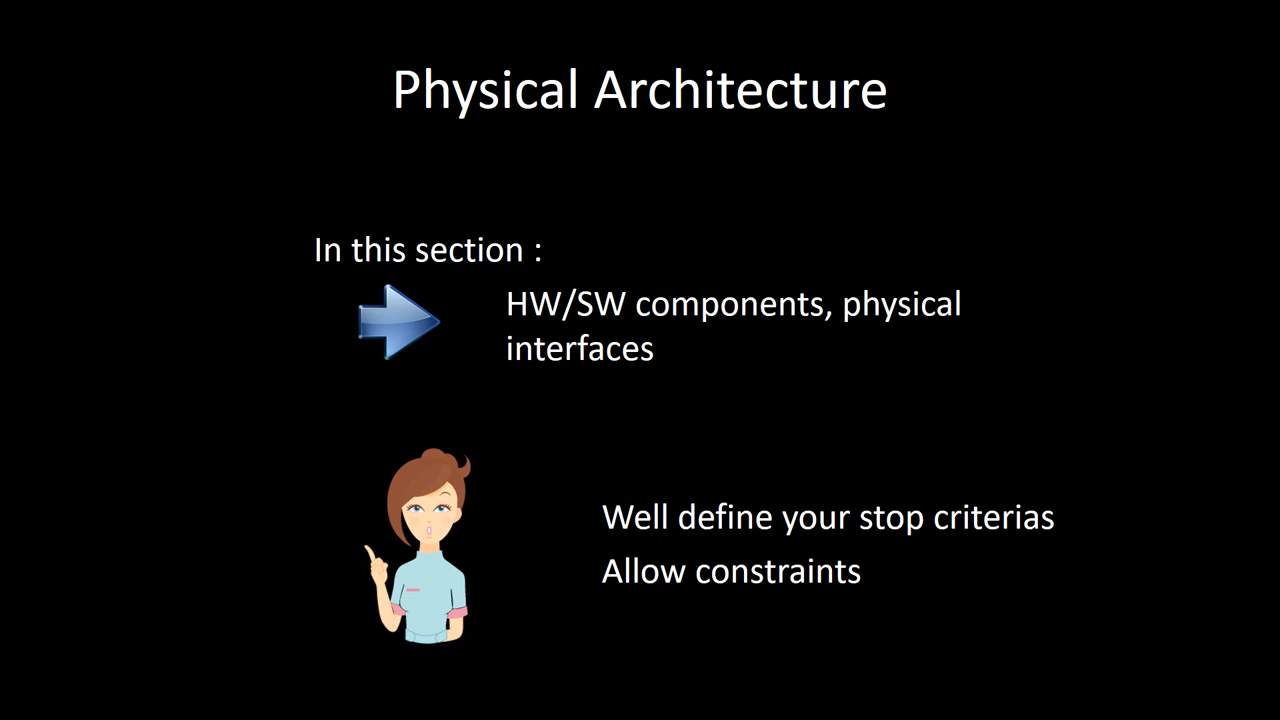 Physical Architecture
In this section :
HW/SW components, physical
interfaces
Well define your stop criterias
Allow constraints